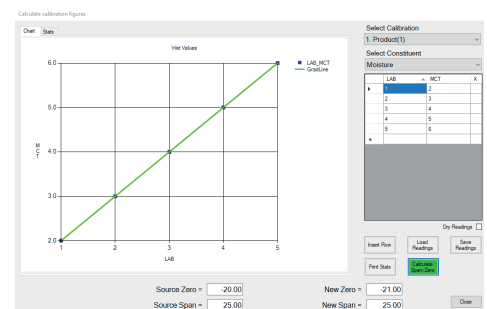 Calculate calibration figures
Chart Stats
Wet Values
LAB_MCT
GradLine
6.0
5.0
4.0
3.0
2.0
MCT
1 2 3 4 5
LAB
Select Calibration
1. Product(1)
Select Constituent
Moisture
LAB MCT X
1 2
2 3
3 4
4 5
5 6
*
Dry Readings
Insert Row Load Readings Save Readings
Print Stats Calculate Span/Zero
Source Zero = -20.00 New Zero = -21.00
Source Span = 25.00 New Span = 25.00
Close